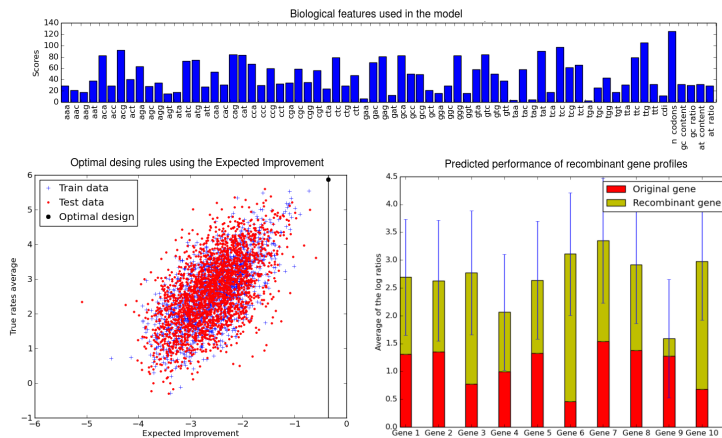 Biological features used in the model
Scores
140
120
100
80
60
40
20
0
aaa aac aag aat aca acc acg act aga agc agg agt ata atc atg att caa cac cag cat cca ccc ccg cct cga cgc cgg cgt cta ctc ctg ctt gaa gac gag gat gca gcc gcg gct gga ggc ggg ggt gta gtc gtg gtt taa tac tag tat tca tcc tcg tct tga tgc tgg tgt tta ttc ttg ttt cdi n codons gc content gc ratio at content at ratio
Optimal desing rules using the Expected Improvement
True rates average
6
5
4
3
2
1
0
−1
Train data
Test data
Optimal design
−6 −5 −4 −3 −2 −1 0
Expected Improvement
Predicted performance of recombinant gene profiles
Average of the log ratios
4.5
4.0
3.5
3.0
2.5
2.0
1.5
1.0
0.5
0.0
Original gene
Recombinant gene
Gene 1 Gene 2 Gene 3 Gene 4 Gene 5 Gene 6 Gene 7 Gene 8 Gene 9 Gene 10